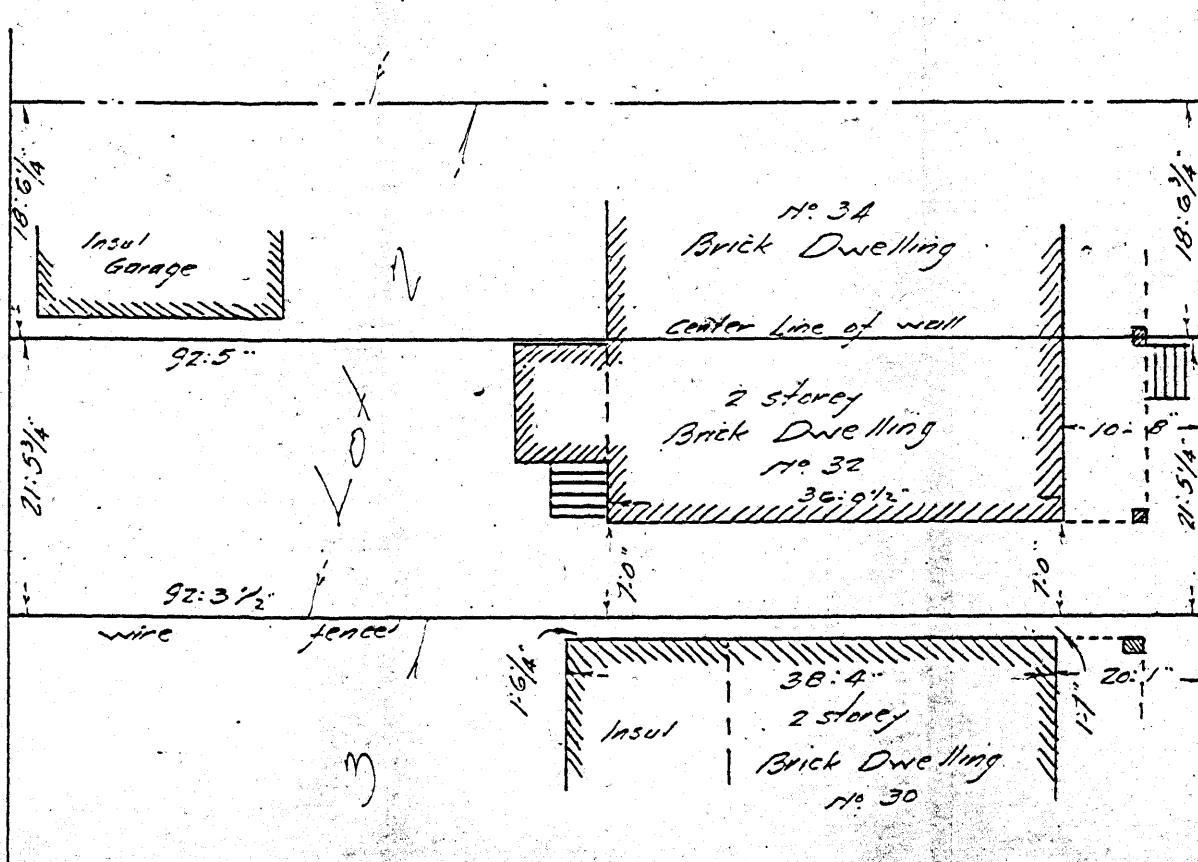 18:6¼"
18:6¾"
Insul
Garage
2
No 34
Brick Dwelling
Center Line of wall
92:5"
21:5¾"
Lot
2 storey
Brick Dwelling
No 32
36:0½"
10-8"
21:5¼"
7:0"
7:0"
92:3½"
wire fence
1:6¼"
38:4"
20:1"
1:7"
Insul
2 storey
Brick Dwelling
No 30
3